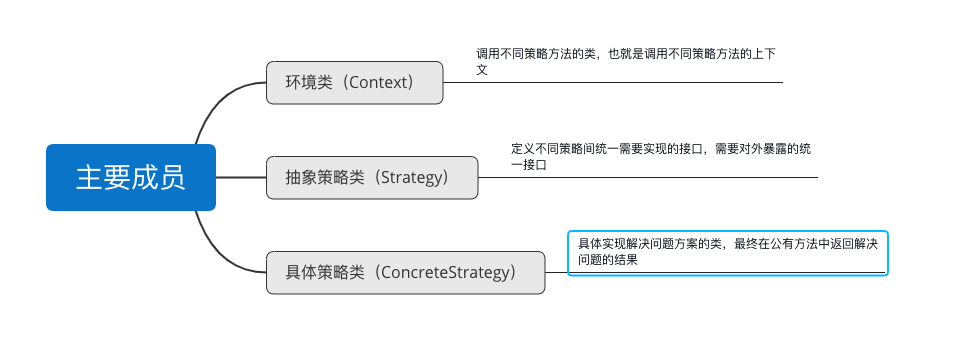 调用不同策略方法的类，也就是调用不同策略方法的上下
文
环境类（Context）
定义不同策略间统一需要实现的接口，需要对外暴露的统
一接口
主要成员
抽象策略类（Strategy）
具体实现解决问题方案的类，最终在公有方法中返回解决
问题的结果
具体策略类（ConcreteStrategy）